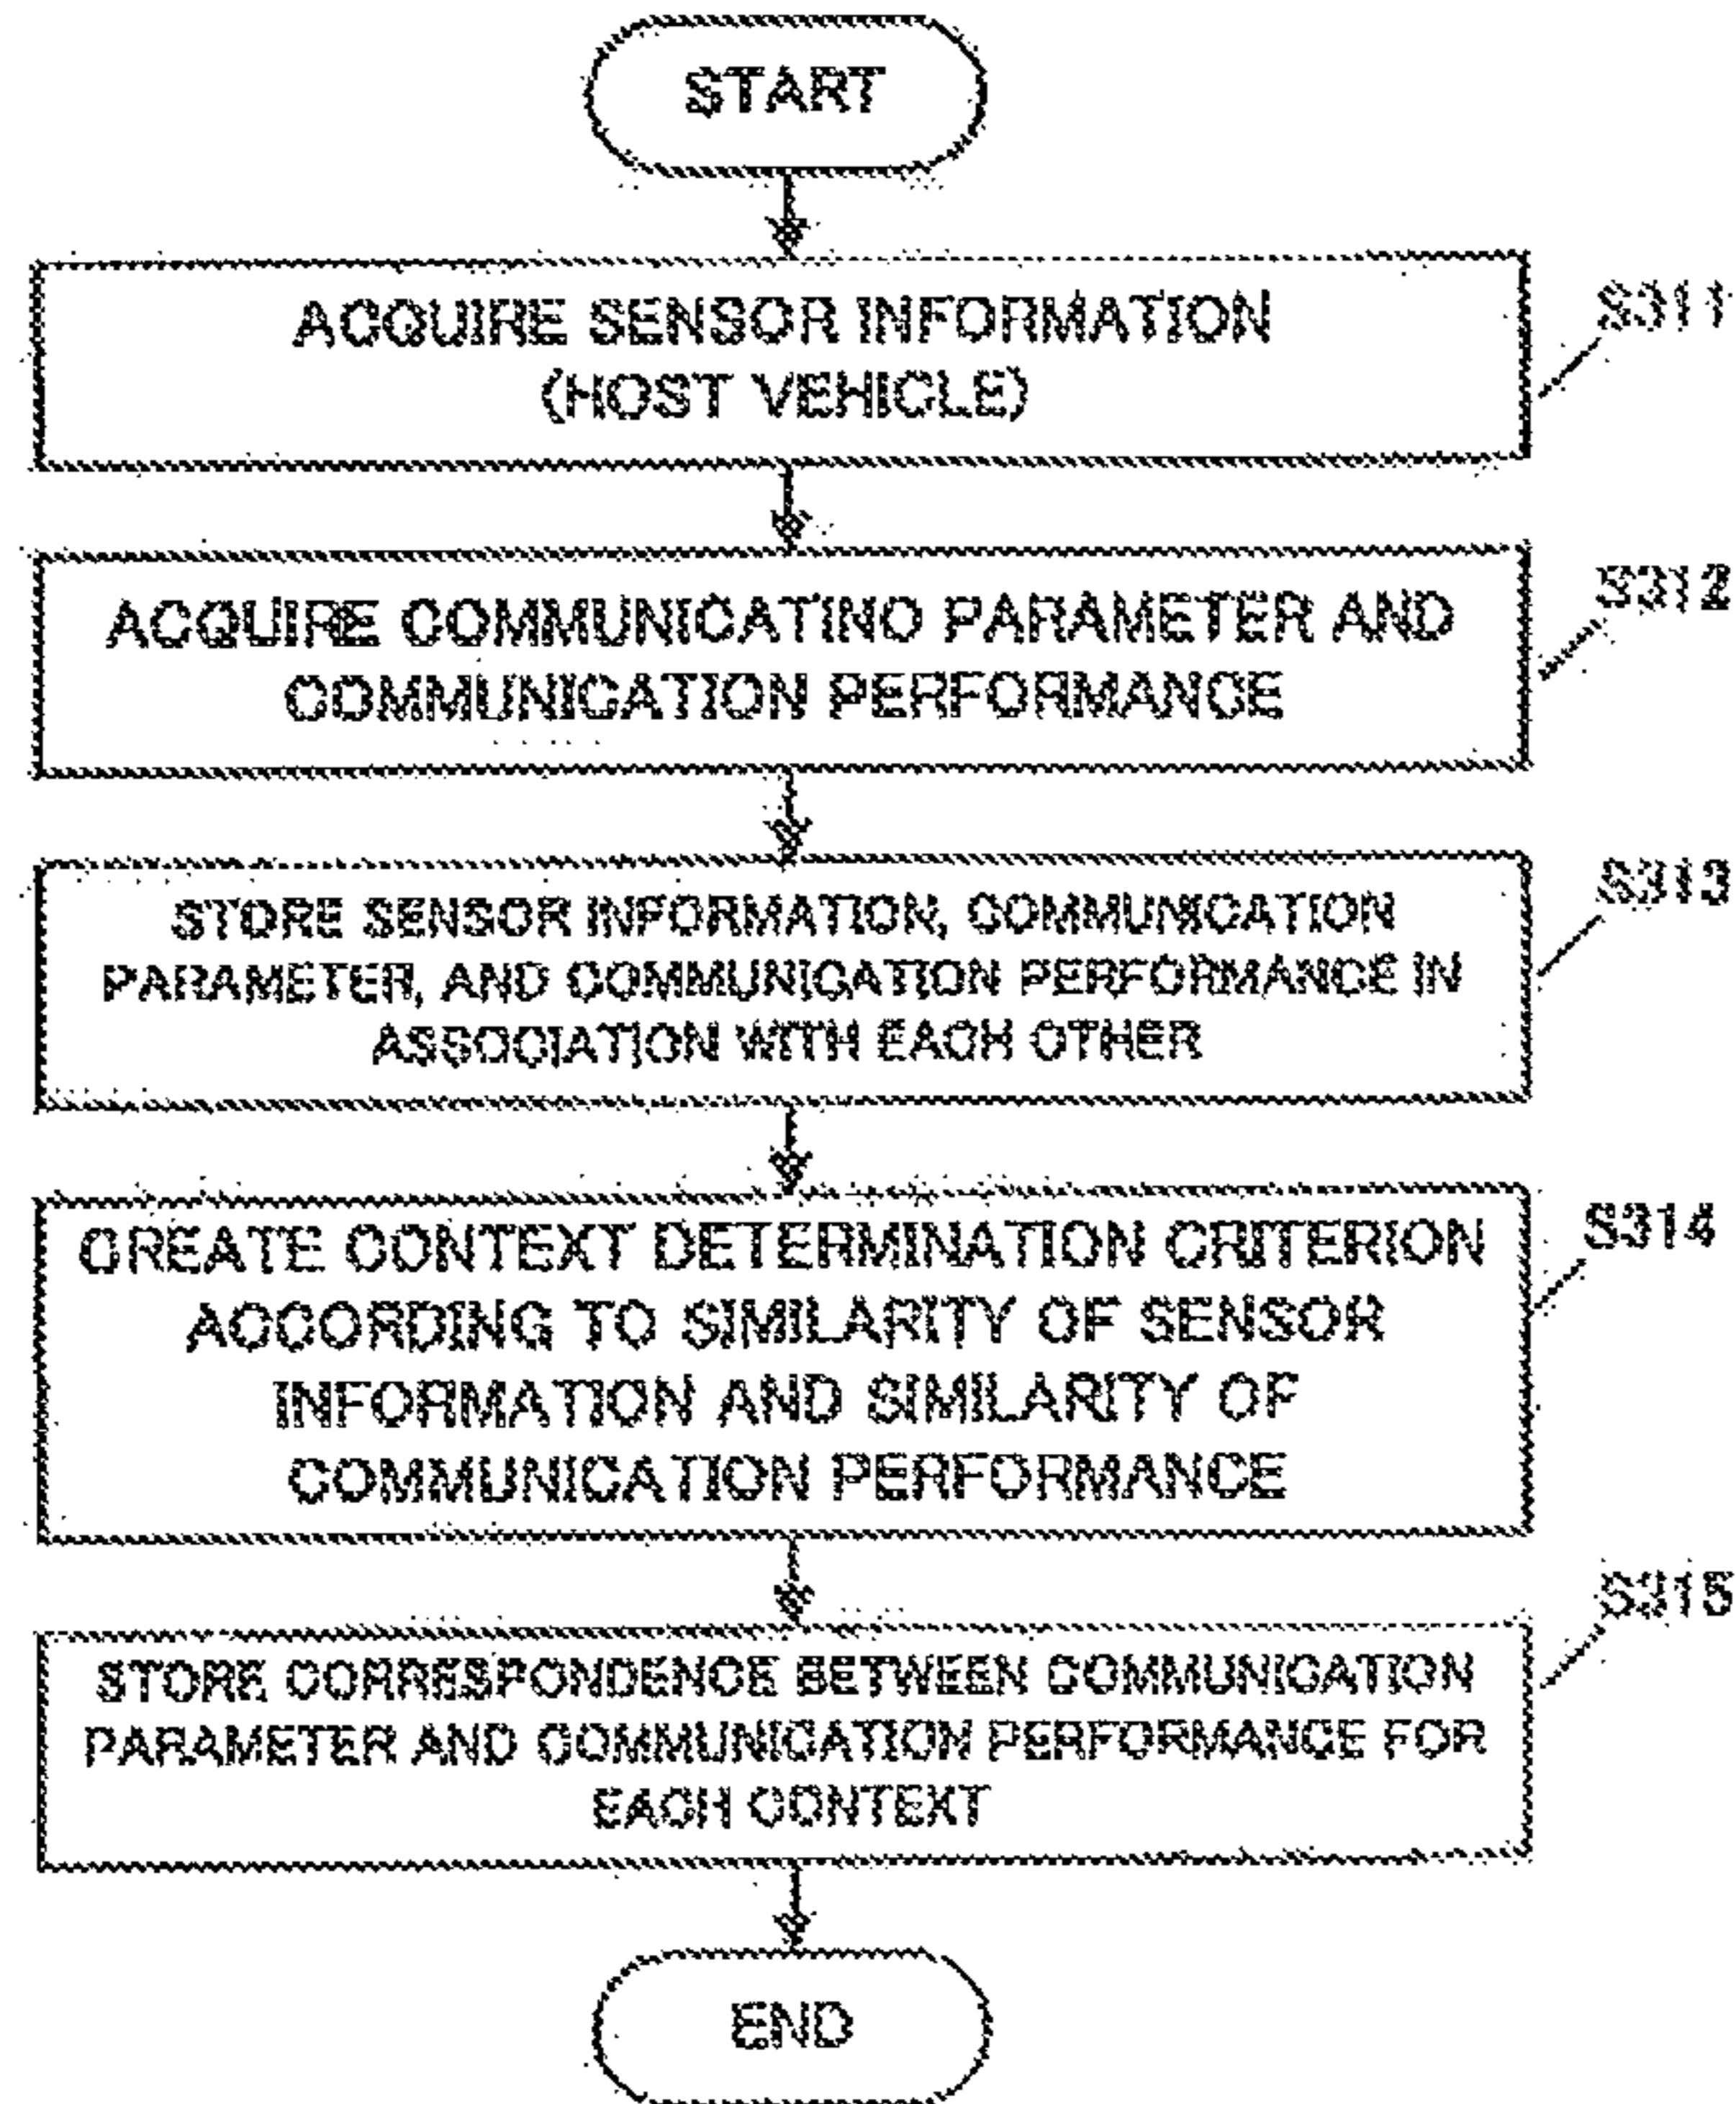 START
ACQUIRE SENSOR INFORMATION
(HOST VEHICLE)
S311
ACQUIRE COMMUNICATINO PARAMETER AND
COMMUNICATION PERFORMANCE
S312
STORE SENSOR INFORMATION, COMMUNICATION
PARAMETER, AND COMMUNICATION PERFORMANCE IN
ASSOCIATION WITH EACH OTHER
S313
CREATE CONTEXT DETERMINATION CRITERION
ACCORDING TO SIMILARITY OF SENSOR
INFORMATION AND SIMILARITY OF
COMMUNICATION PERFORMANCE
S314
STORE CORRESPONDENCE BETWEEN COMMUNICATION
PARAMETER AND COMMUNICATION PERFORMANCE FOR
EACH CONTEXT
S315
END